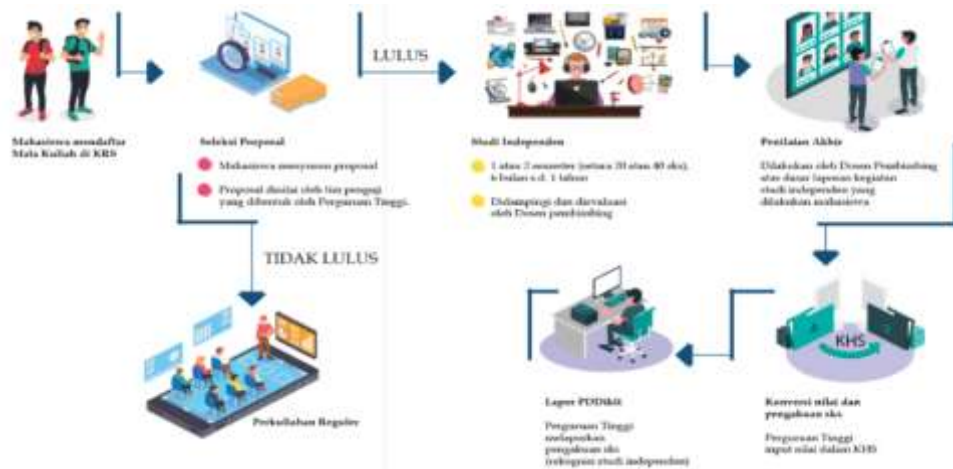 Mahasiswa mendaftar
Mata Kuliah di KRS
Seleksi Proposal
Mahasiswa menyusun proposal
Proposal dinilai oleh tim penguji
yang dibentuk oleh Perguruan Tinggi.
LULUS
Studi Independen
1 atau 2 semester (setara 20 atau 40 sks),
6 bulan s.d. 1 tahun
Didampingi dan dievaluasi
oleh Dosen pembimbing
Penilaian Akhir
Dilakukan oleh Dosen Pembimbing
atas dasar laporan kegiatan
studi independen yang
dilakukan mahasiswa
TIDAK LULUS
Perkuliahan Reguler
KHS
Konversi nilai dan
pengakuan sks
Perguruan Tinggi
input nilai dalam KHS
Lapor PDDikti
Perguruan Tinggi
melaporkan
pengakuan sks
(rekognisi studi independen)